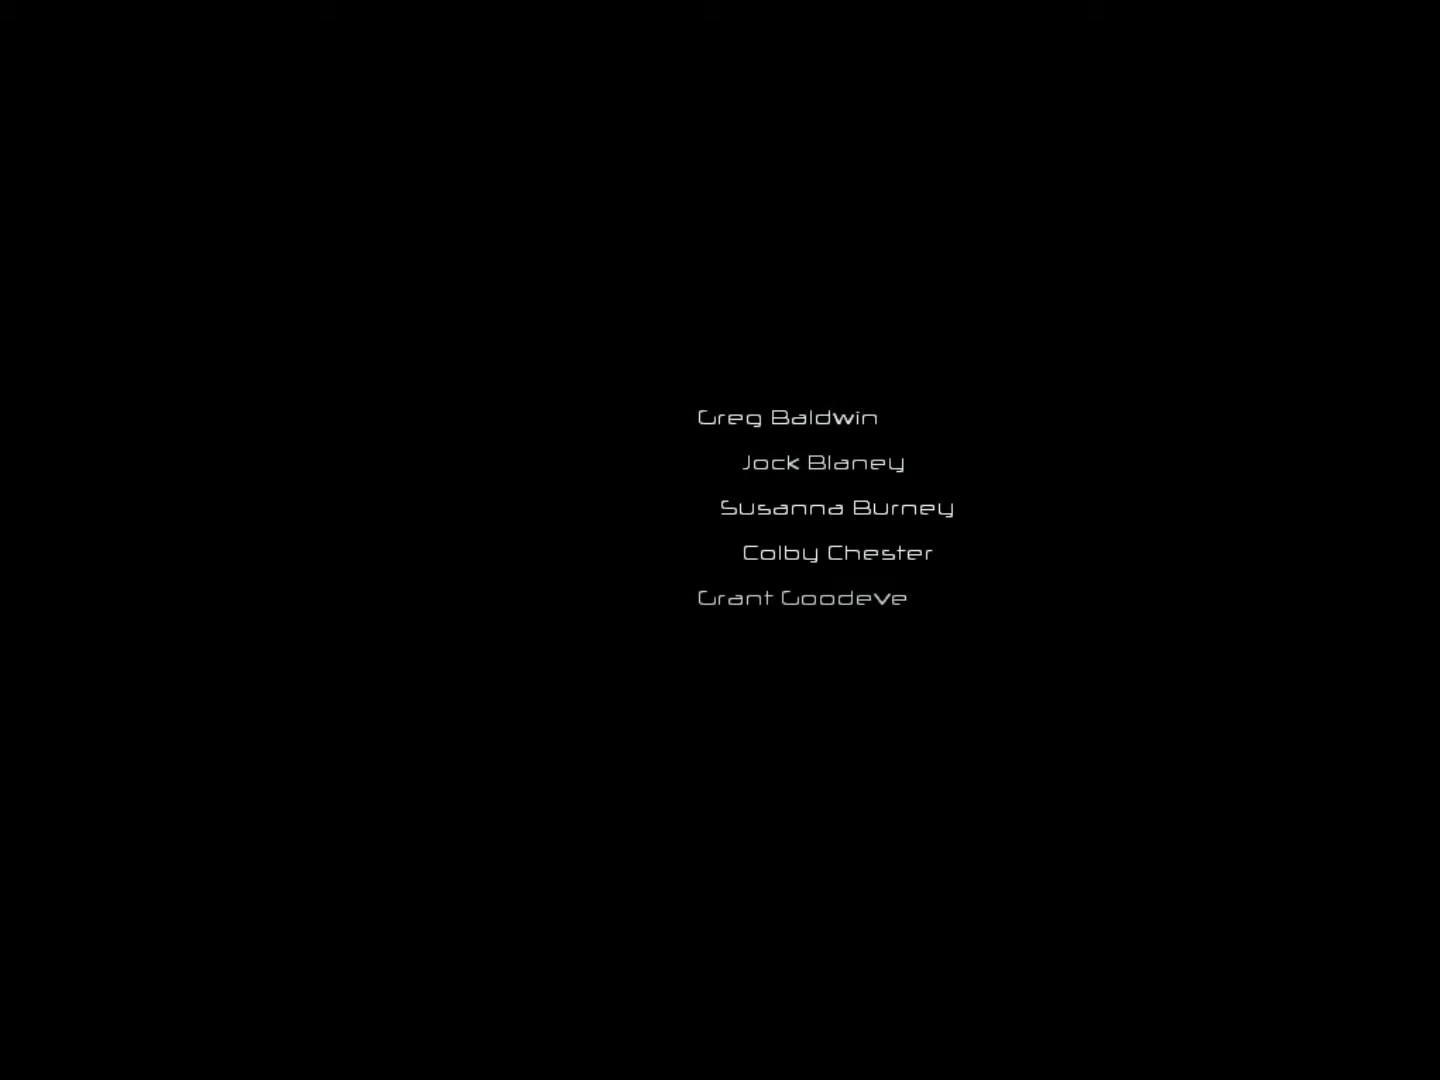 Greg Baldwin
Jock Blaney
Susanna Burney
Colby Chester
Grant Goodeve